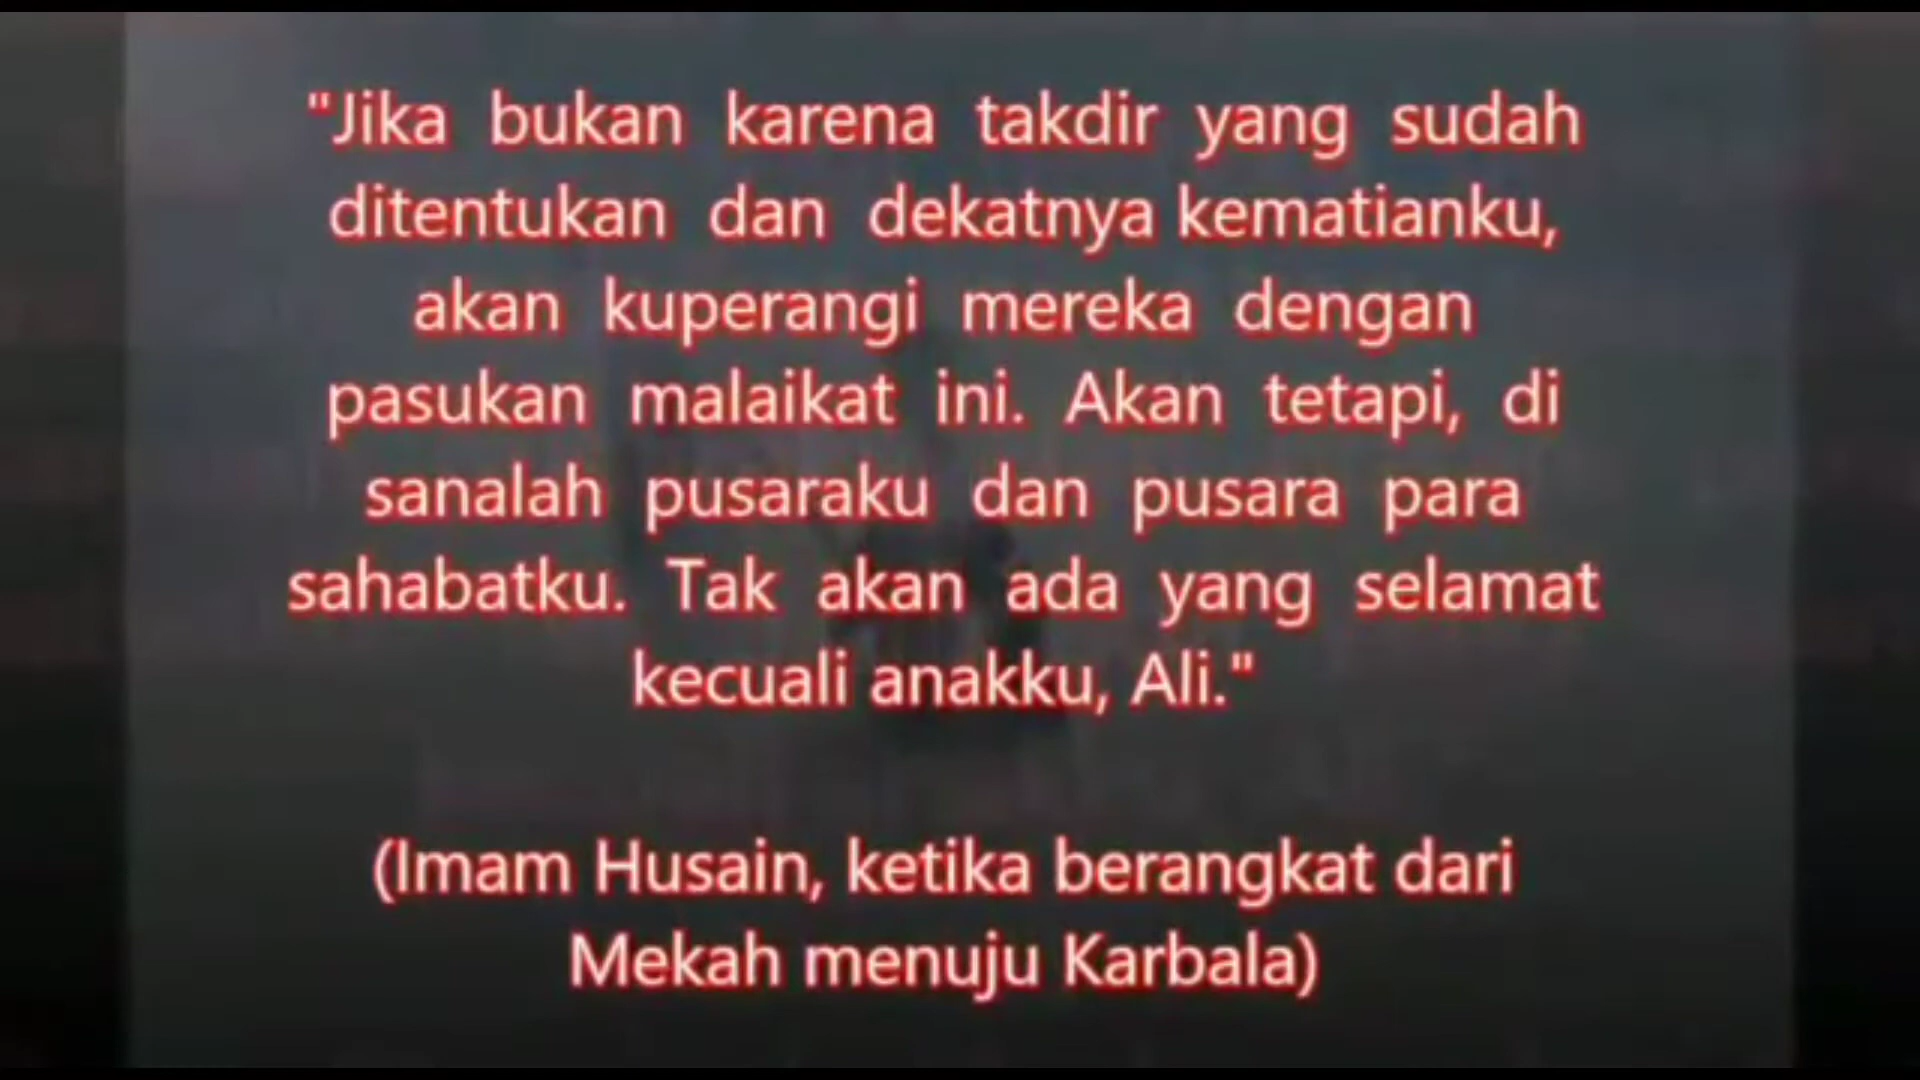 "Jika bukan karena takdir yang sudah
ditentukan dan dekatnya kematianku,
akan kuperangi mereka dengan
pasukan malaikat ini. Akan tetapi, di
sanalah pusaraku dan pusara para
sahabatku. Tak akan ada yang selamat
kecuali anakku, Ali."
(Imam Husain, ketika berangkat dari
Mekah menuju Karbala)